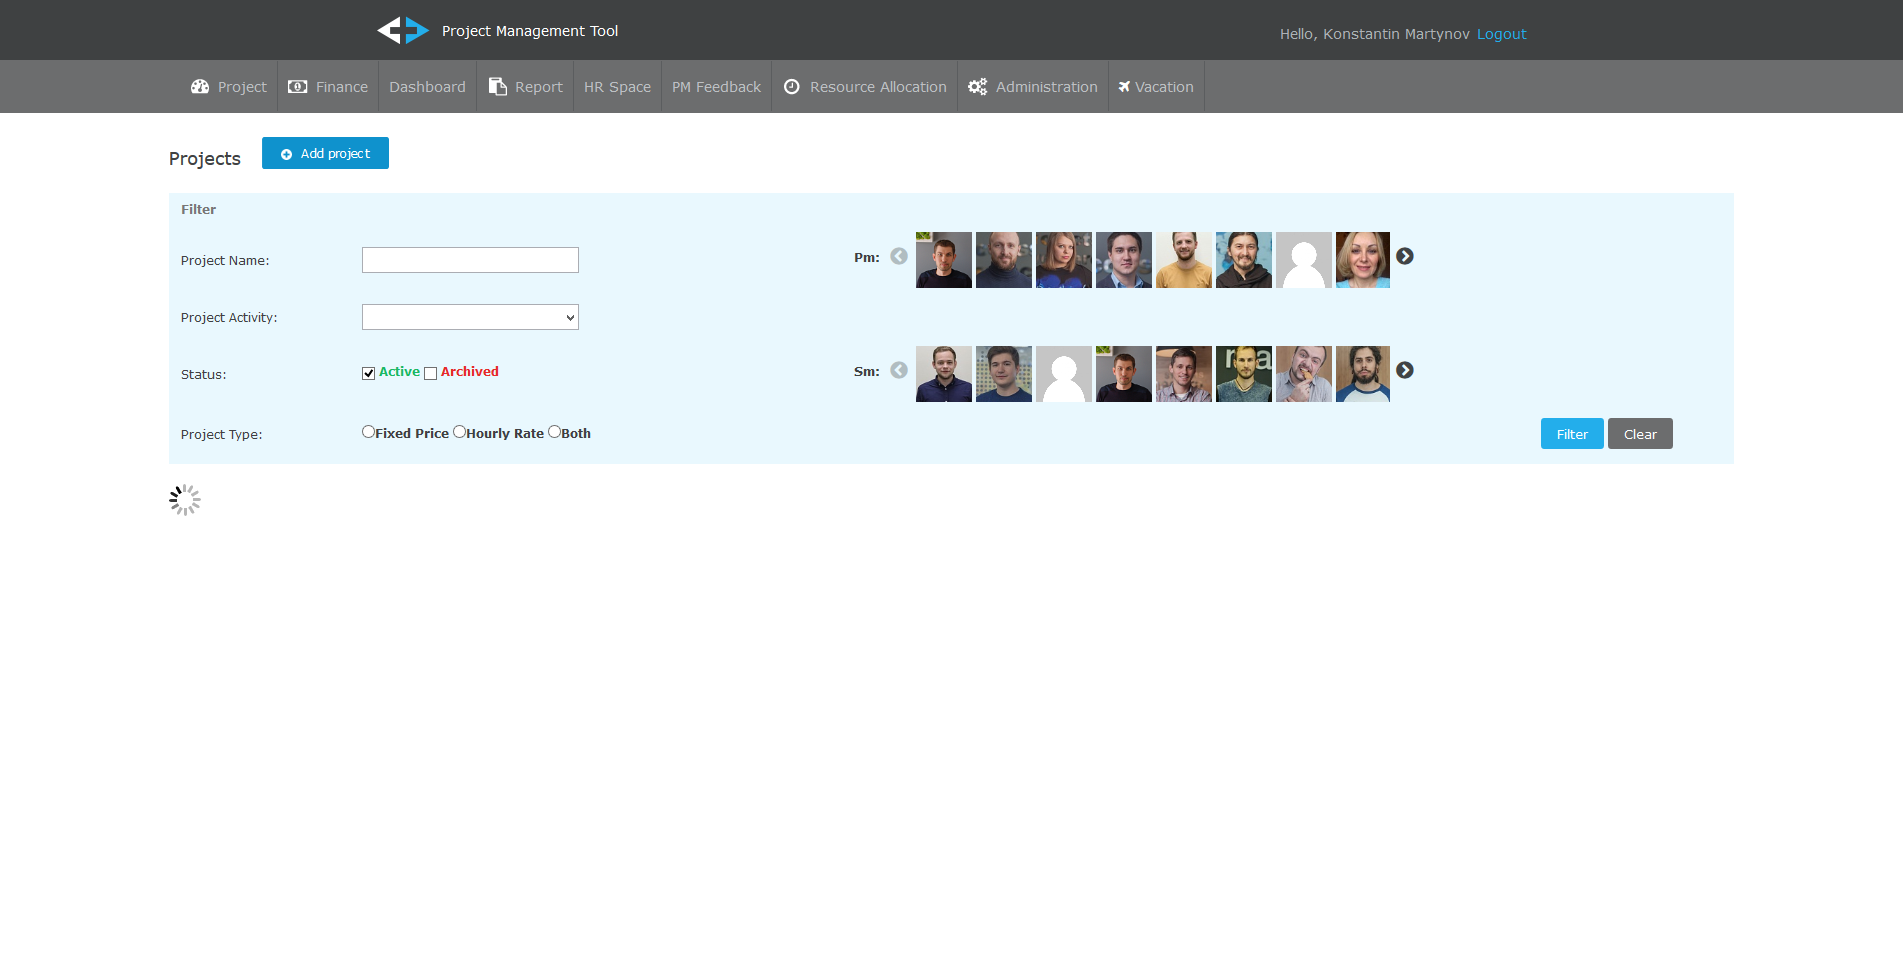 Project Management Tool
Hello, Konstantin Martynov Logout
Project Finance Dashboard Report HR Space PM Feedback Resource Allocation Administration Vacation
Projects Add project
Filter
Project Name:
Pm:
Project Activity:
Status: Active Archived
Sm:
Project Type: Fixed Price Hourly Rate Both
Filter Clear